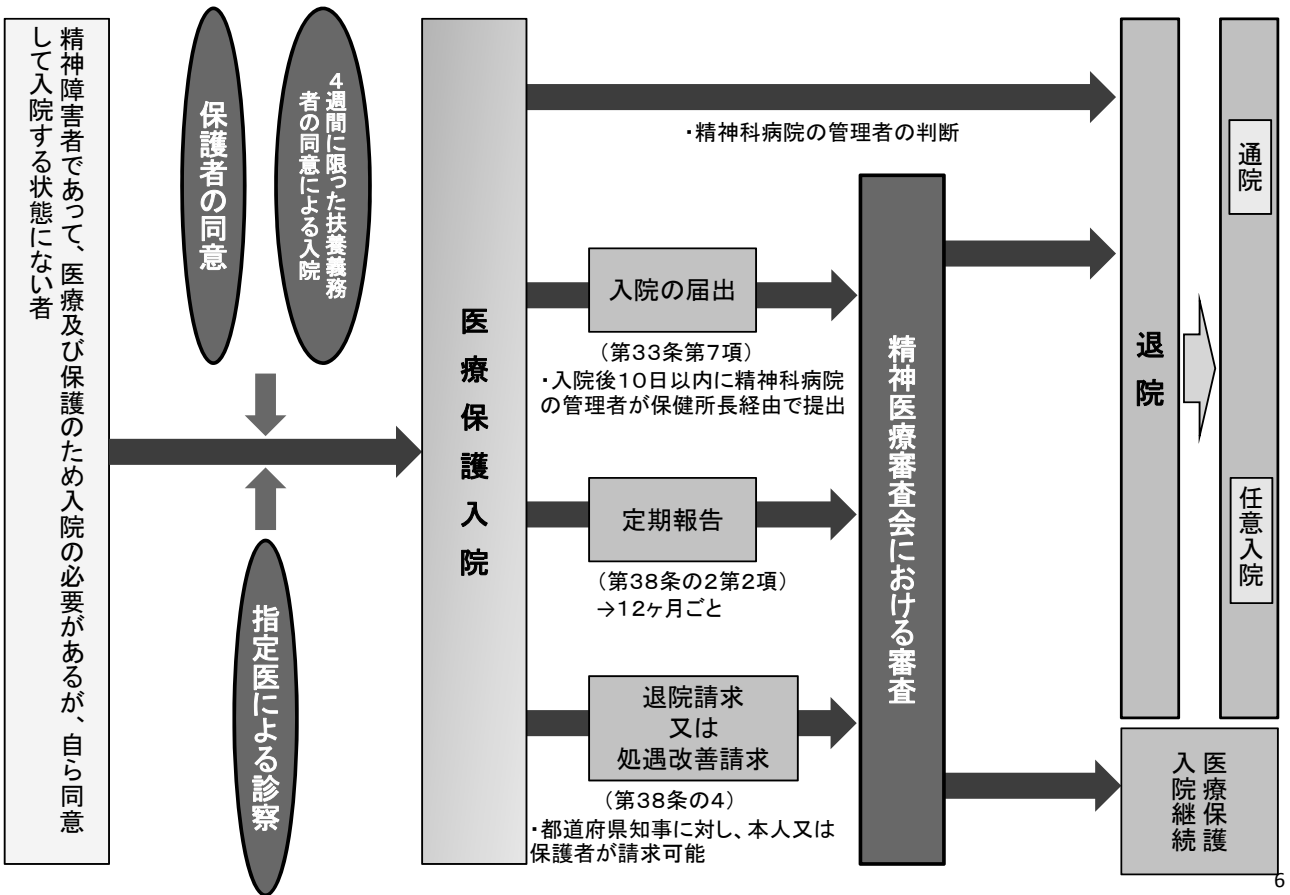 精神障害者であって、医療及び保護のため入院の必要があるが、自ら同意
して入院する状態にない者
保護者の同意
4週間に限った扶養義務
者の同意による入院
指定医による診察
医療保護入院
・精神科病院の管理者の判断
入院の届出
(第33条第7項)
・入院後10日以内に精神科病院
の管理者が保健所長経由で提出
定期報告
(第38条の2第2項)
→12ヶ月ごと
退院請求
又は
処遇改善請求
(第38条の4)
・都道府県知事に対し、本人又は
保護者が請求可能
精神医療審査会における審査
退院
通院
任意入院
医療保護
入院継続
6